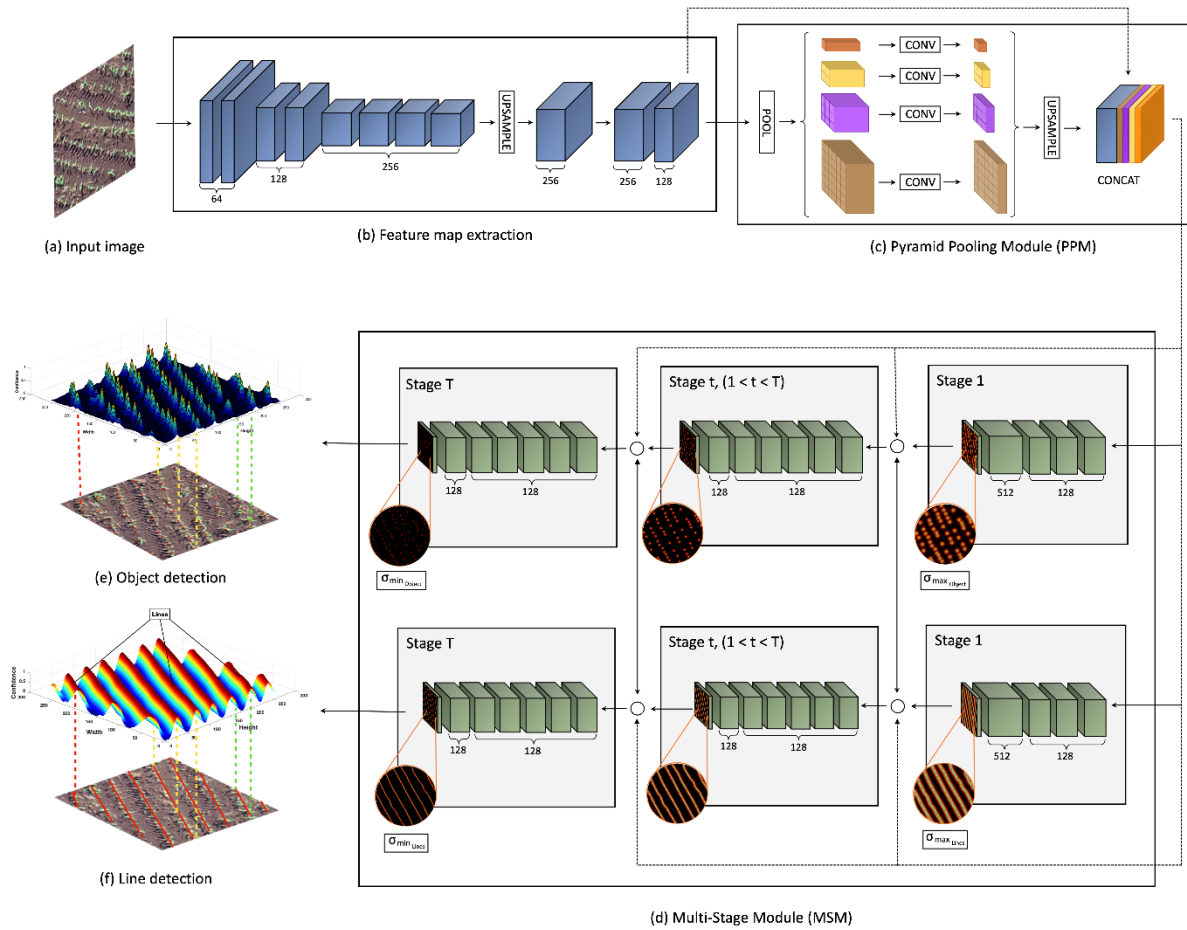 UPSAMPLE
64
128
256
256
256
128
(a) Input image
(b) Feature map extraction
POOL
CONV
CONV
CONV
CONV
UPSAMPLE
CONCAT
(c) Pyramid Pooling Module (PPM)
Confidence
Width
Height
(e) Object detection
Stage T
128
128
σmin Object
Stage t, (1 < t < T)
128
128
Stage 1
512
128
σmax Object
Lines
Confidence
Width
Height
(f) Line detection
Stage T
128
128
σmin Lines
Stage t, (1 < t < T)
128
128
Stage 1
512
128
σmax Lines
(d) Multi-Stage Module (MSM)